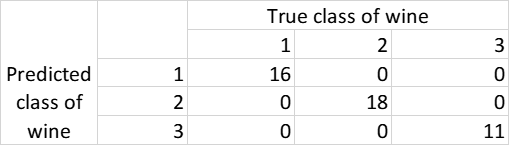 True class of wine
1 2 3
Predicted class of wine
1 16 0 0
2 0 18 0
3 0 0 11